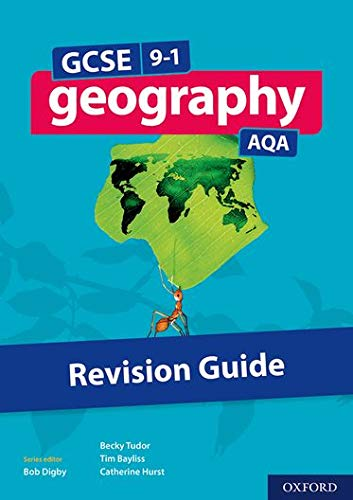 GCSE 9-1
geography
AQA
Revision Guide
Series editor
Bob Digby
Becky Tudor
Tim Bayliss
Catherine Hurst
OXFORD